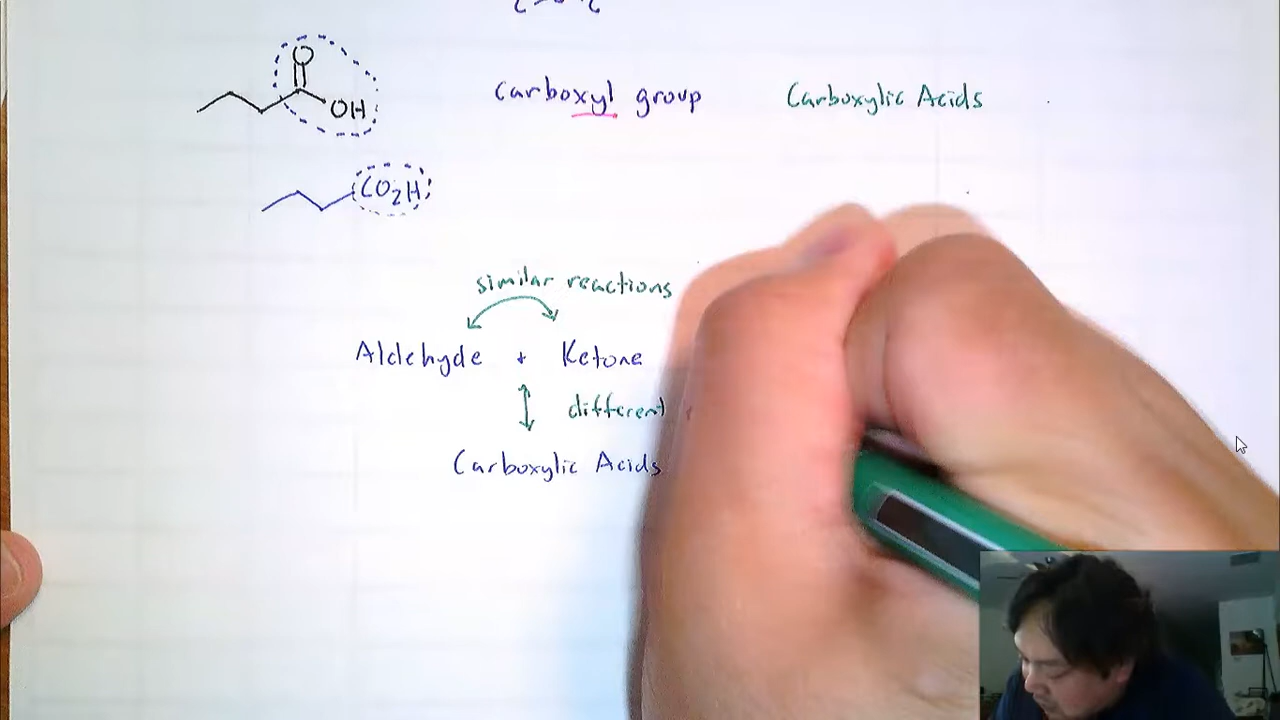 O
OH
carboxyl group Carboxylic Acids
CO2H
similar reactions
Aldehyde + Ketone
different
Carboxylic Acids